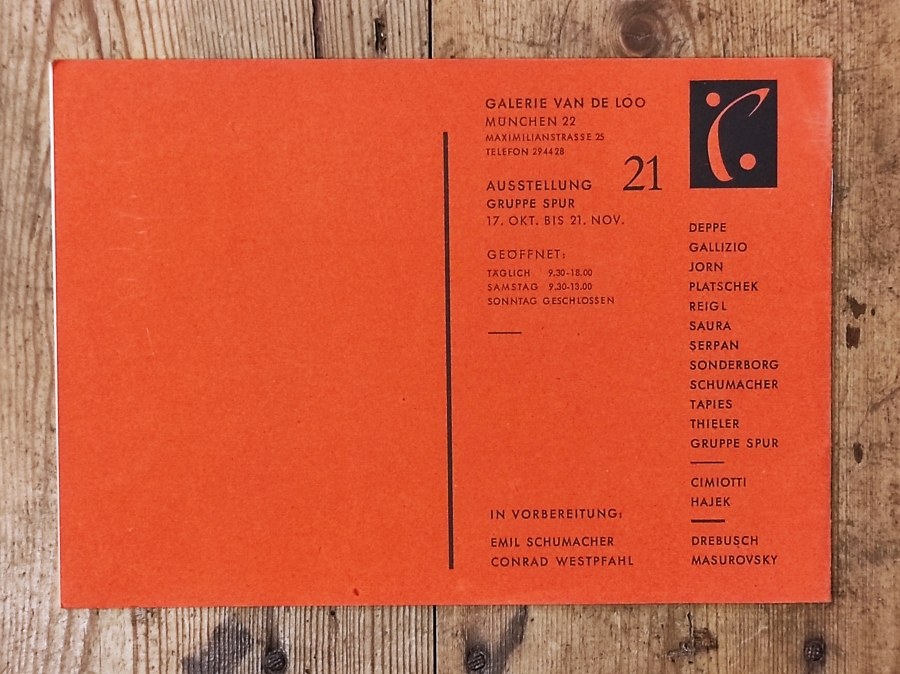 GALERIE VAN DE LOO
MÜNCHEN 22
MAXIMILIANSTRASSE 25
TELEFON 294428
21
AUSSTELLUNG
GRUPPE SPUR
17. OKT. BIS 21. NOV.
GEÖFFNET:
TÄGLICH 9.30-18.00
SAMSTAG 9.30-13.00
SONNTAG GESCHLOSSEN
IN VORBEREITUNG:
EMIL SCHUMACHER
CONRAD WESTPFAHL
DEPPE
GALLIZIO
JORN
PLATSCHEK
REIGL
SAURA
SERPAN
SONDERBORG
SCHUMACHER
TAPIES
THIELER
GRUPPE SPUR
CIMIOTTI
HAJEK
DREBUSCH
MASUROVSKY